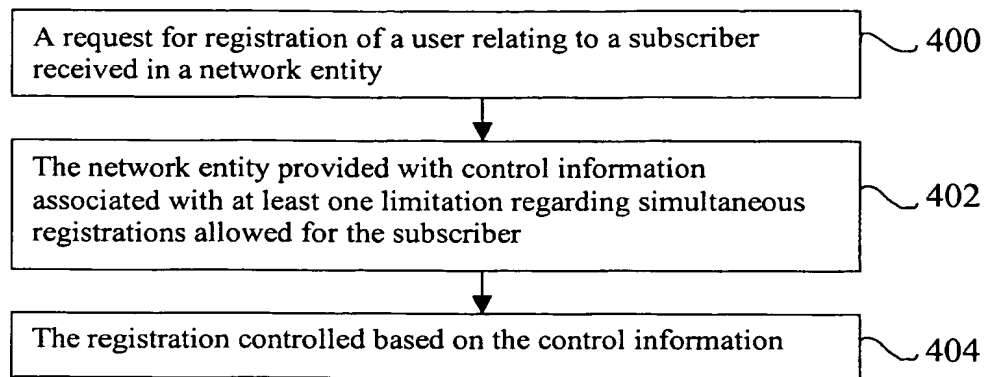 A request for registration of a user relating to a subscriber
received in a network entity
400
The network entity provided with control information
associated with at least one limitation regarding simultaneous
registrations allowed for the subscriber
402
The registration controlled based on the control information
404